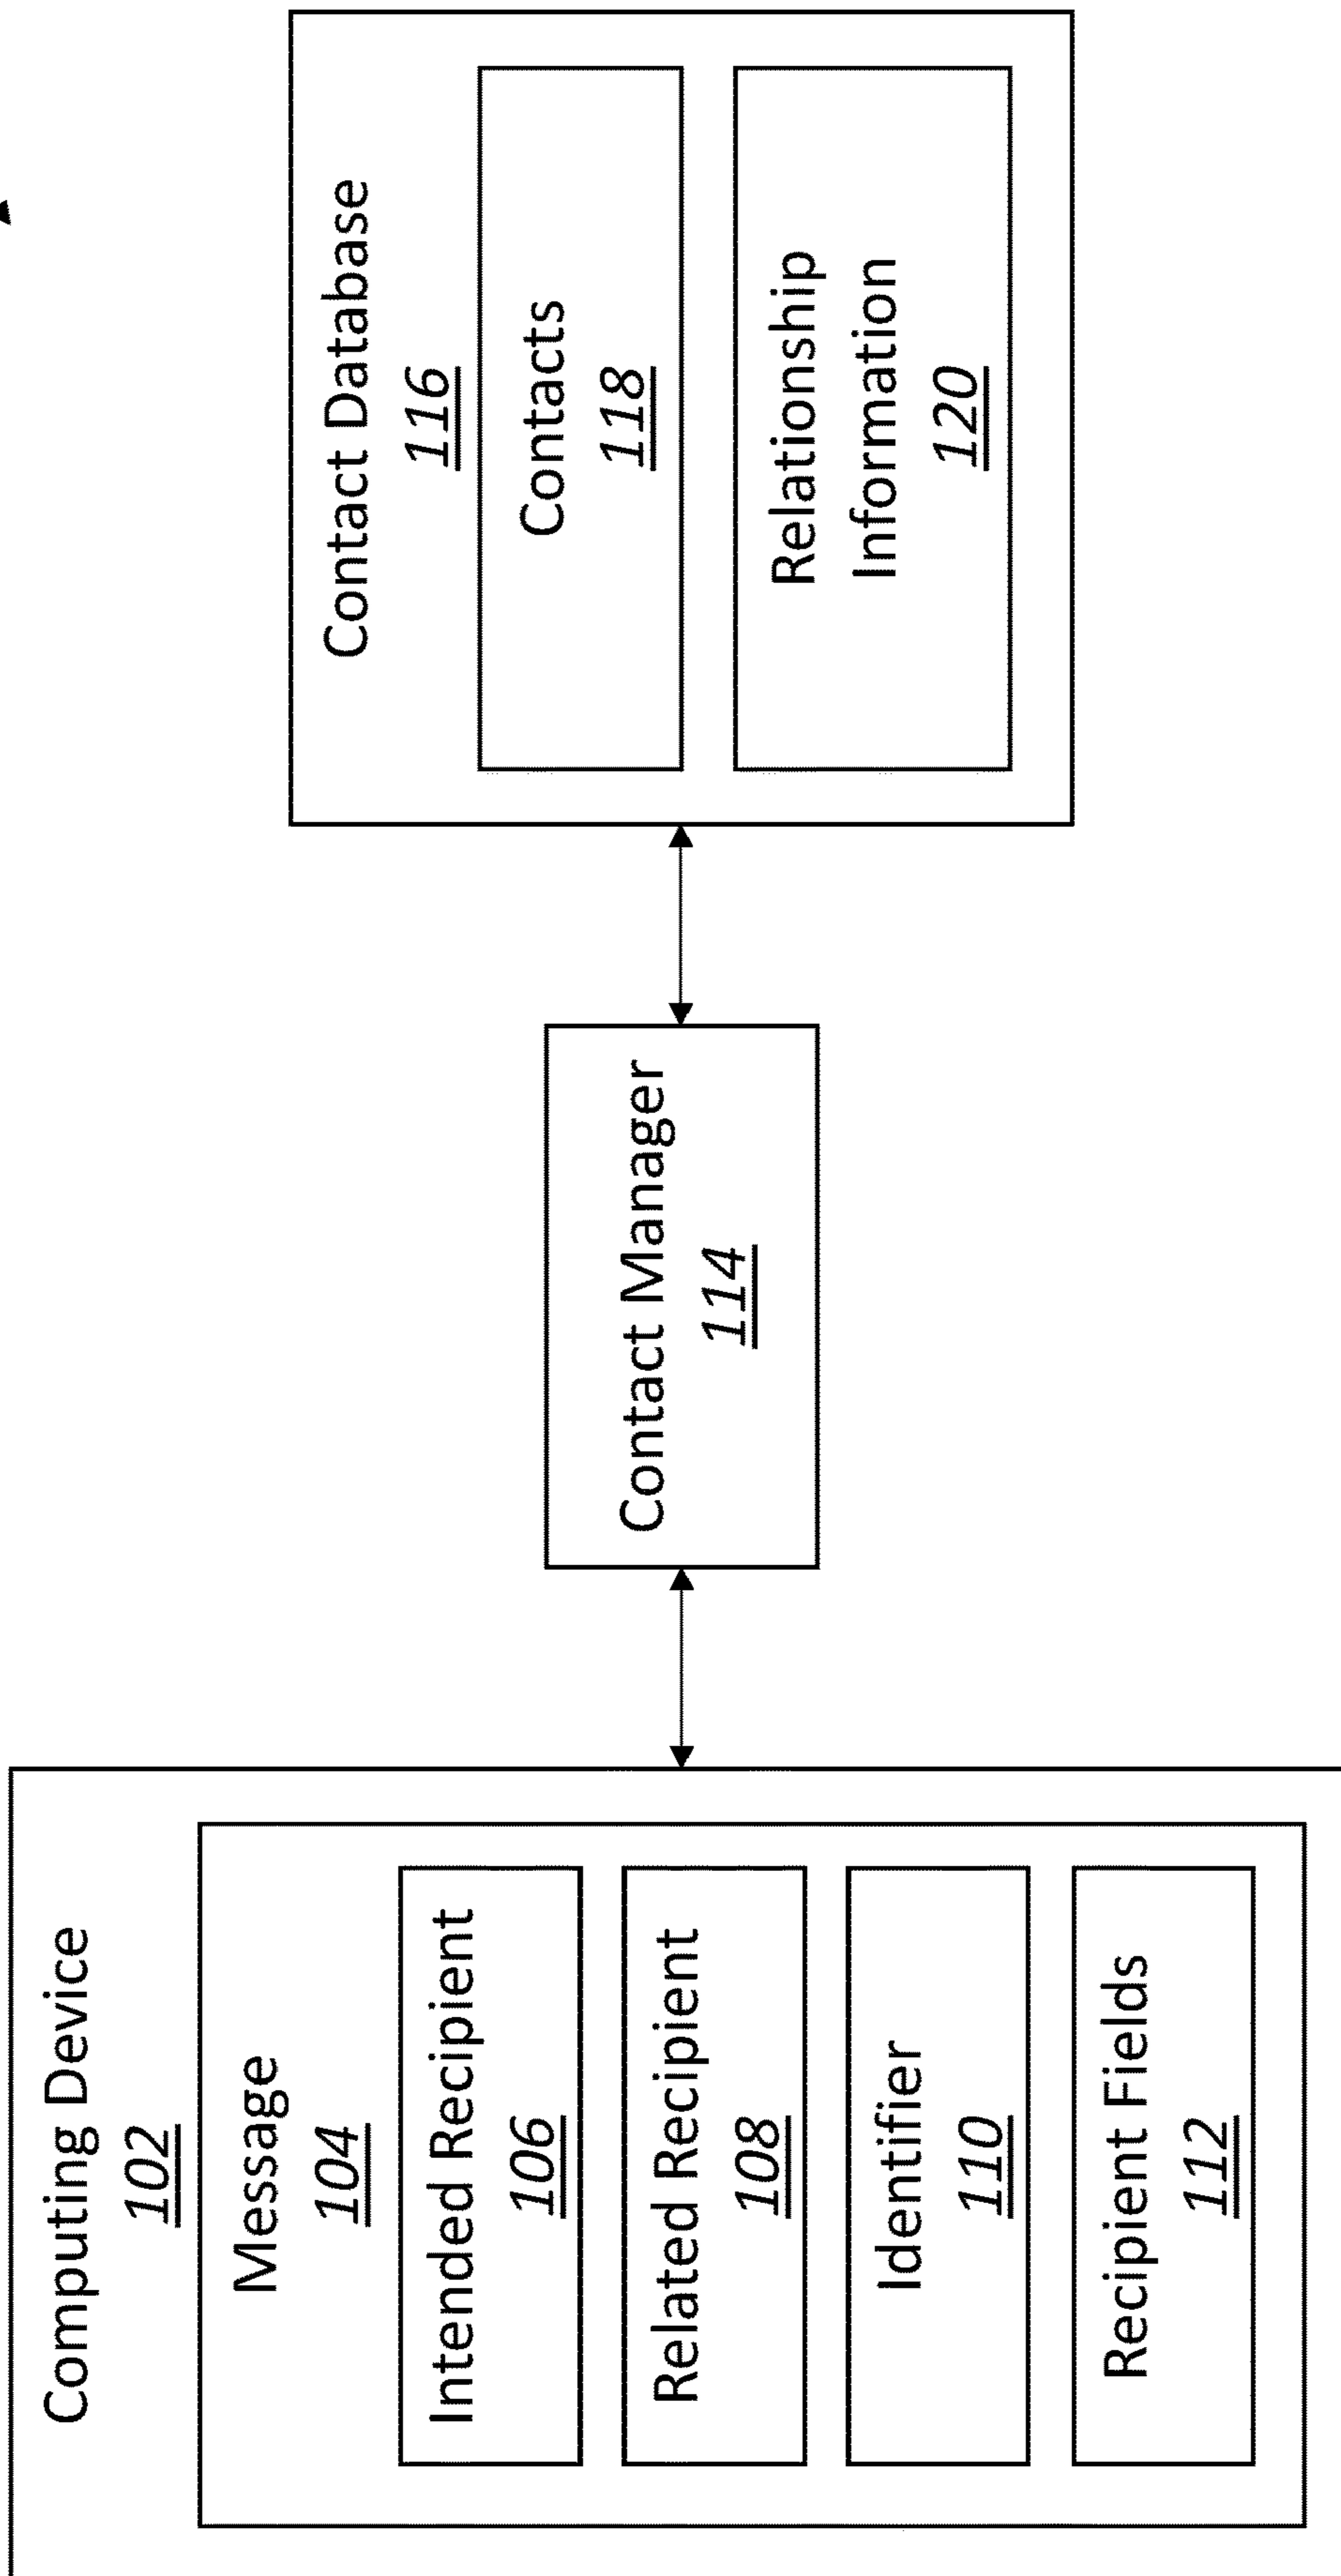 Computing Device
102
Message
104
Intended Recipient
106
Related Recipient
108
Identifier
110
Recipient Fields
112
Contact Manager
114
Contact Database
116
Contacts
118
Relationship
Information
120